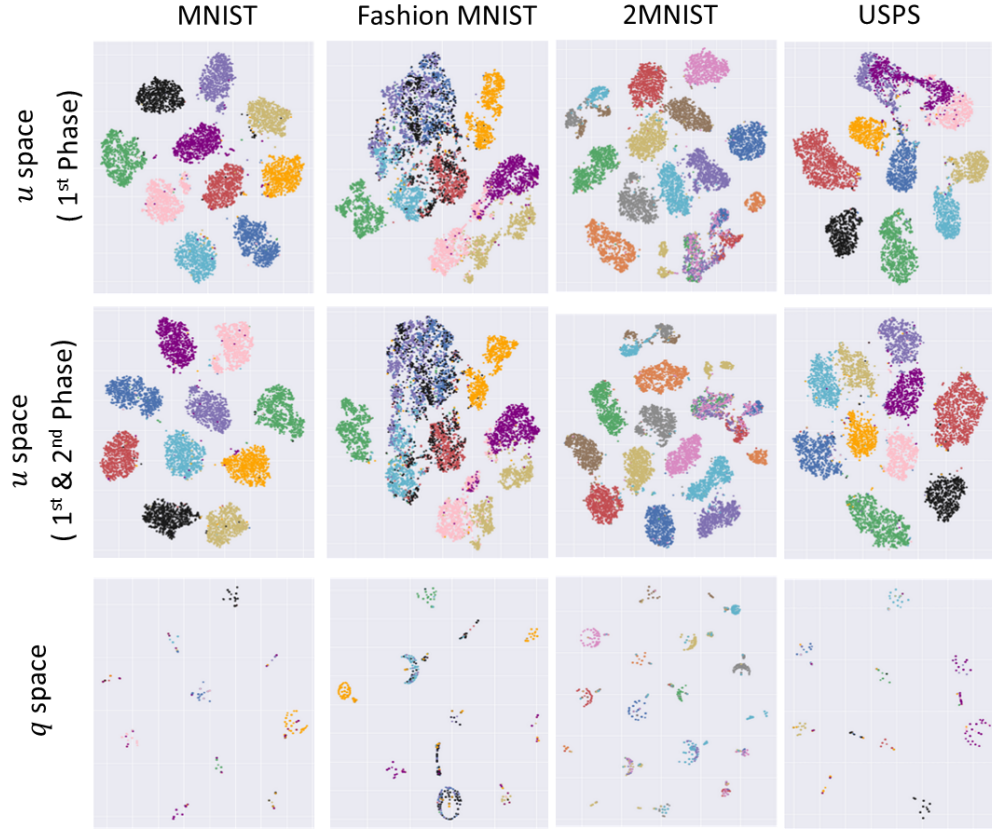 MNIST Fashion MNIST 2MNIST USPS
u space
( 1st Phase)
u space
( 1st & 2nd Phase)
q space